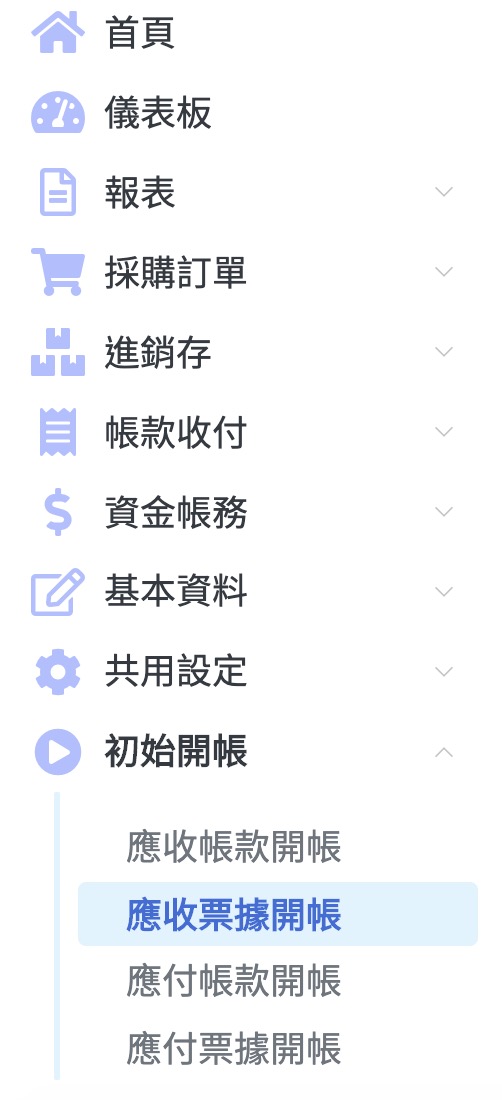 首頁
儀表板
報表
採購訂單
進銷存
帳款收付
資金帳務
基本資料
共用設定
初始開帳
應收帳款開帳
應收票據開帳
應付帳款開帳
應付票據開帳